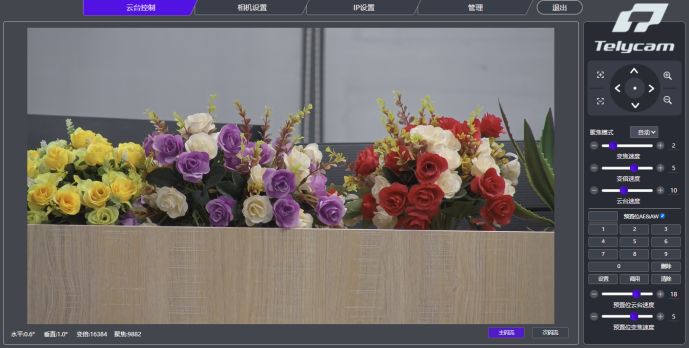 云台控制
相机设置
IP设置
管理
退出
Telycam
聚焦模式 自动
2
变焦速度
5
变倍速度
10
云台速度
预置位AE&AW
1 2 3
4 5 6
7 8 9
0 删除
设置 调用 清除
18
预置位云台速度
5
预置位变焦速度
水平:0.6° 垂直:1.0° 变倍:16384 聚焦:9882
主码流 次码流